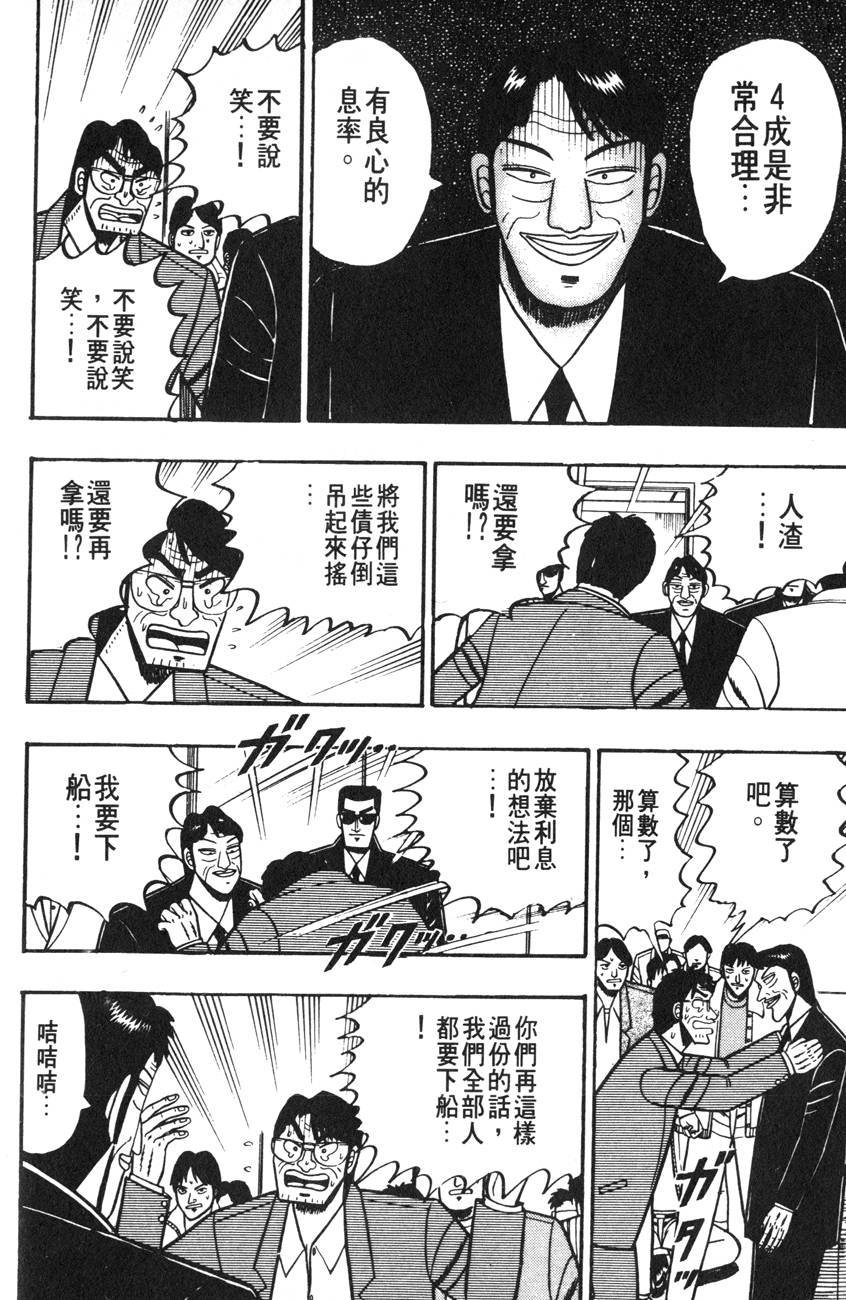 4成是非
常合理⋯
有良心的
息率。
不要說
笑⋯！
不要說笑
，不要說
笑⋯！
人渣
⋯！
還要拿
嗎！？
將我們這
些債仔倒
吊起來搖
⋯
還要再
拿嗎！？
算數了
吧。
算數了，
那個⋯
ガクッ
放棄利息
的想法吧
⋯！
ガークッ⋯
ガクッ⋯
我要下
船⋯！
你們再這樣
過份的話，
我們全部人
都要下船⋯
！
咭咭咭⋯